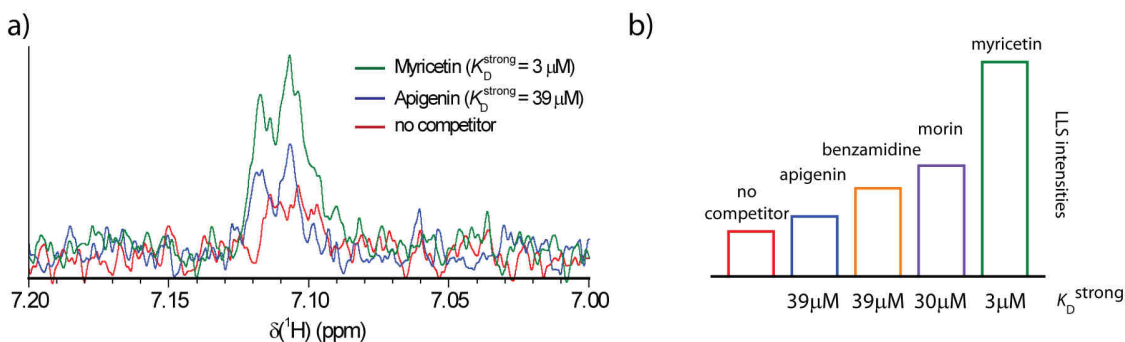 a)
Myricetin (K_D^strong = 3 μM)
Apigenin (K_D^strong = 39 μM)
no competitor
7.20 7.15 7.10 7.05 7.00
δ(¹H) (ppm)
b)
myricetin
morin
benzamidine
apigenin
no
competitor
LLS intensities
39μM 39μM 30μM 3μM K_D^strong